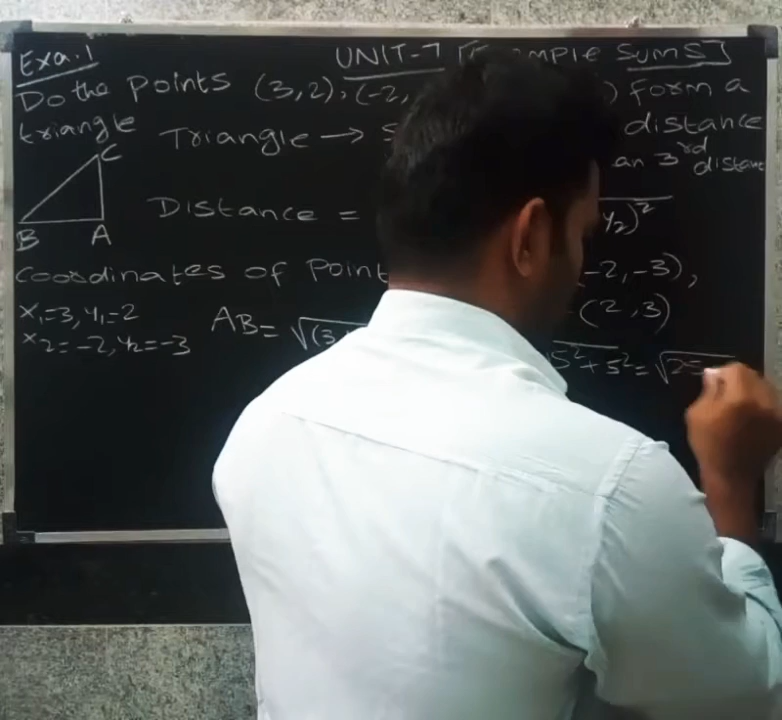 Exa.1 UNIT-7 SUMS]
Do the points (3,2), (-2, ) form a
triangle Triangle → distance
an 3rd distanc
C
B A
Distance = y₂)²
Coordinates of Point (-2,-3),
(2,3)
x₁=3, y₁=2
x₂=-2, y₂=-3
AB= √(3 5²+5²=√25